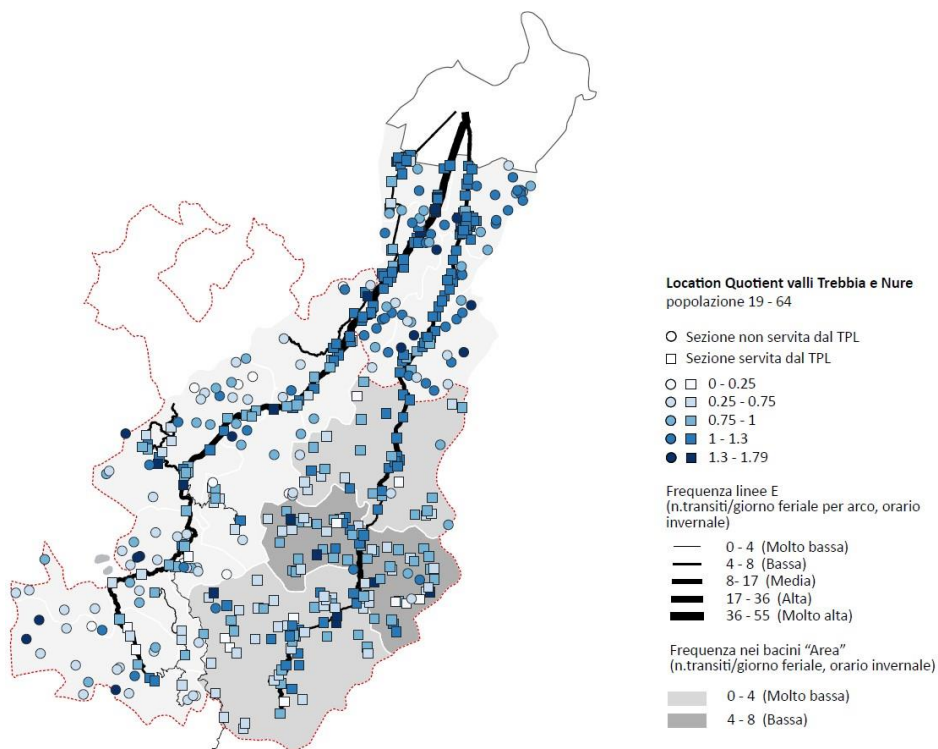 Location Quotient valli Trebbia e Nure
popolazione 19 - 64
Sezione non servita dal TPL
Sezione servita dal TPL
0 - 0.25
0.25 - 0.75
0.75 - 1
1 - 1.3
1.3 - 1.79
Frequenza linee E
(n.transiti/giorno feriale per arco, orario
invernale)
0 - 4 (Molto bassa)
4 - 8 (Bassa)
8- 17 (Media)
17 - 36 (Alta)
36 - 55 (Molto alta)
Frequenza nei bacini “Area”
(n.transiti/giorno feriale, orario invernale)
0 - 4 (Molto bassa)
4 - 8 (Bassa)